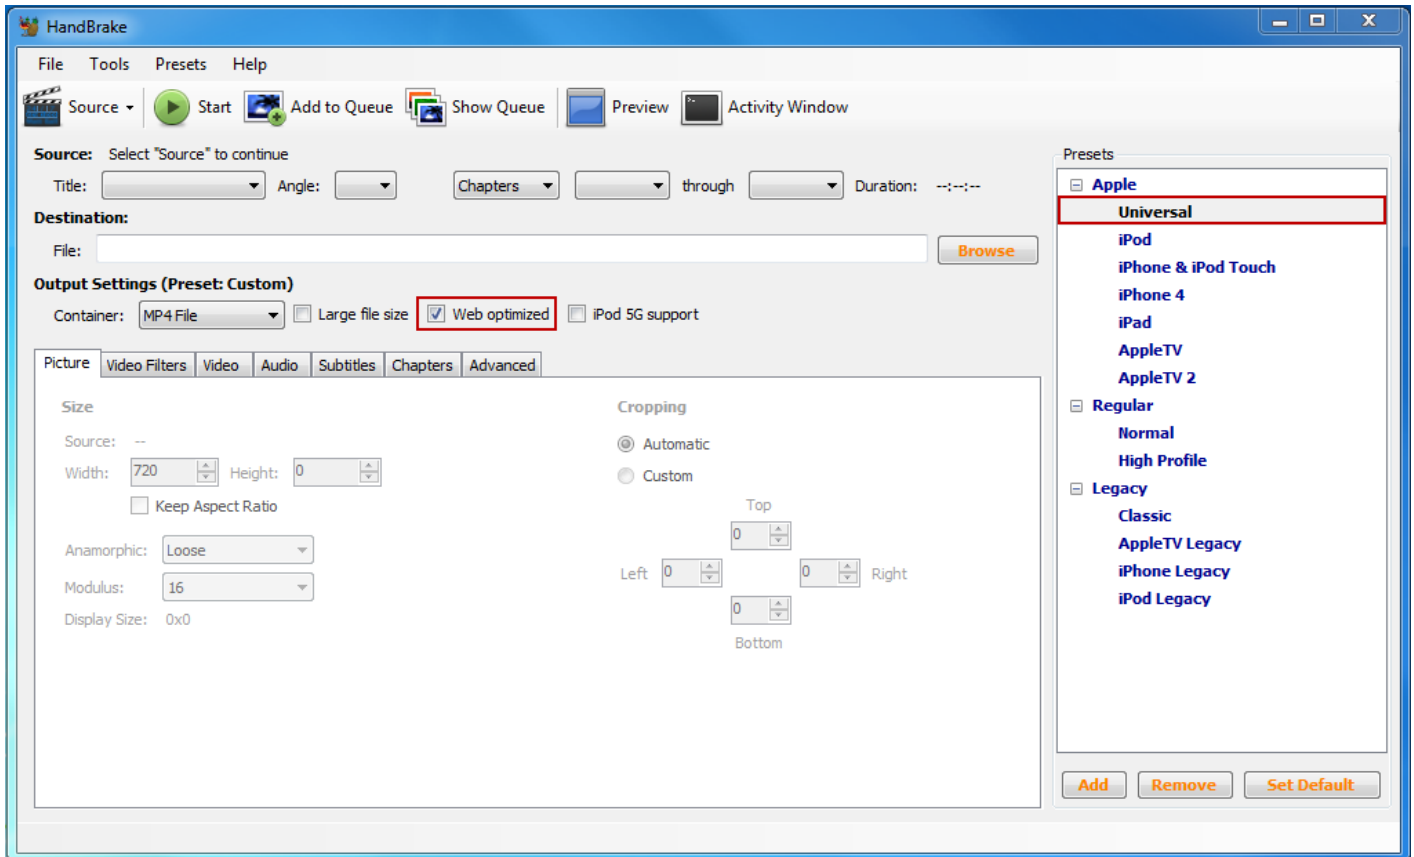 HandBrake
File Tools Presets Help
Source Start Add to Queue Show Queue Preview Activity Window
Source: Select "Source" to continue
Title: Angle: Chapters through Duration: --:--:--
Destination:
File: Browse
Output Settings (Preset: Custom)
Container: MP4 File Large file size Web optimized iPod 5G support
Picture Video Filters Video Audio Subtitles Chapters Advanced
Size
Source: --
Width: 720 Height: 0
Keep Aspect Ratio
Anamorphic: Loose
Modulus: 16
Display Size: 0x0
Cropping
Automatic
Custom
Top
0
Left 0 0 Right
0
Bottom
Presets
Apple
Universal
iPod
iPhone & iPod Touch
iPhone 4
iPad
AppleTV
AppleTV 2
Regular
Normal
High Profile
Legacy
Classic
AppleTV Legacy
iPhone Legacy
iPod Legacy
Add Remove Set Default